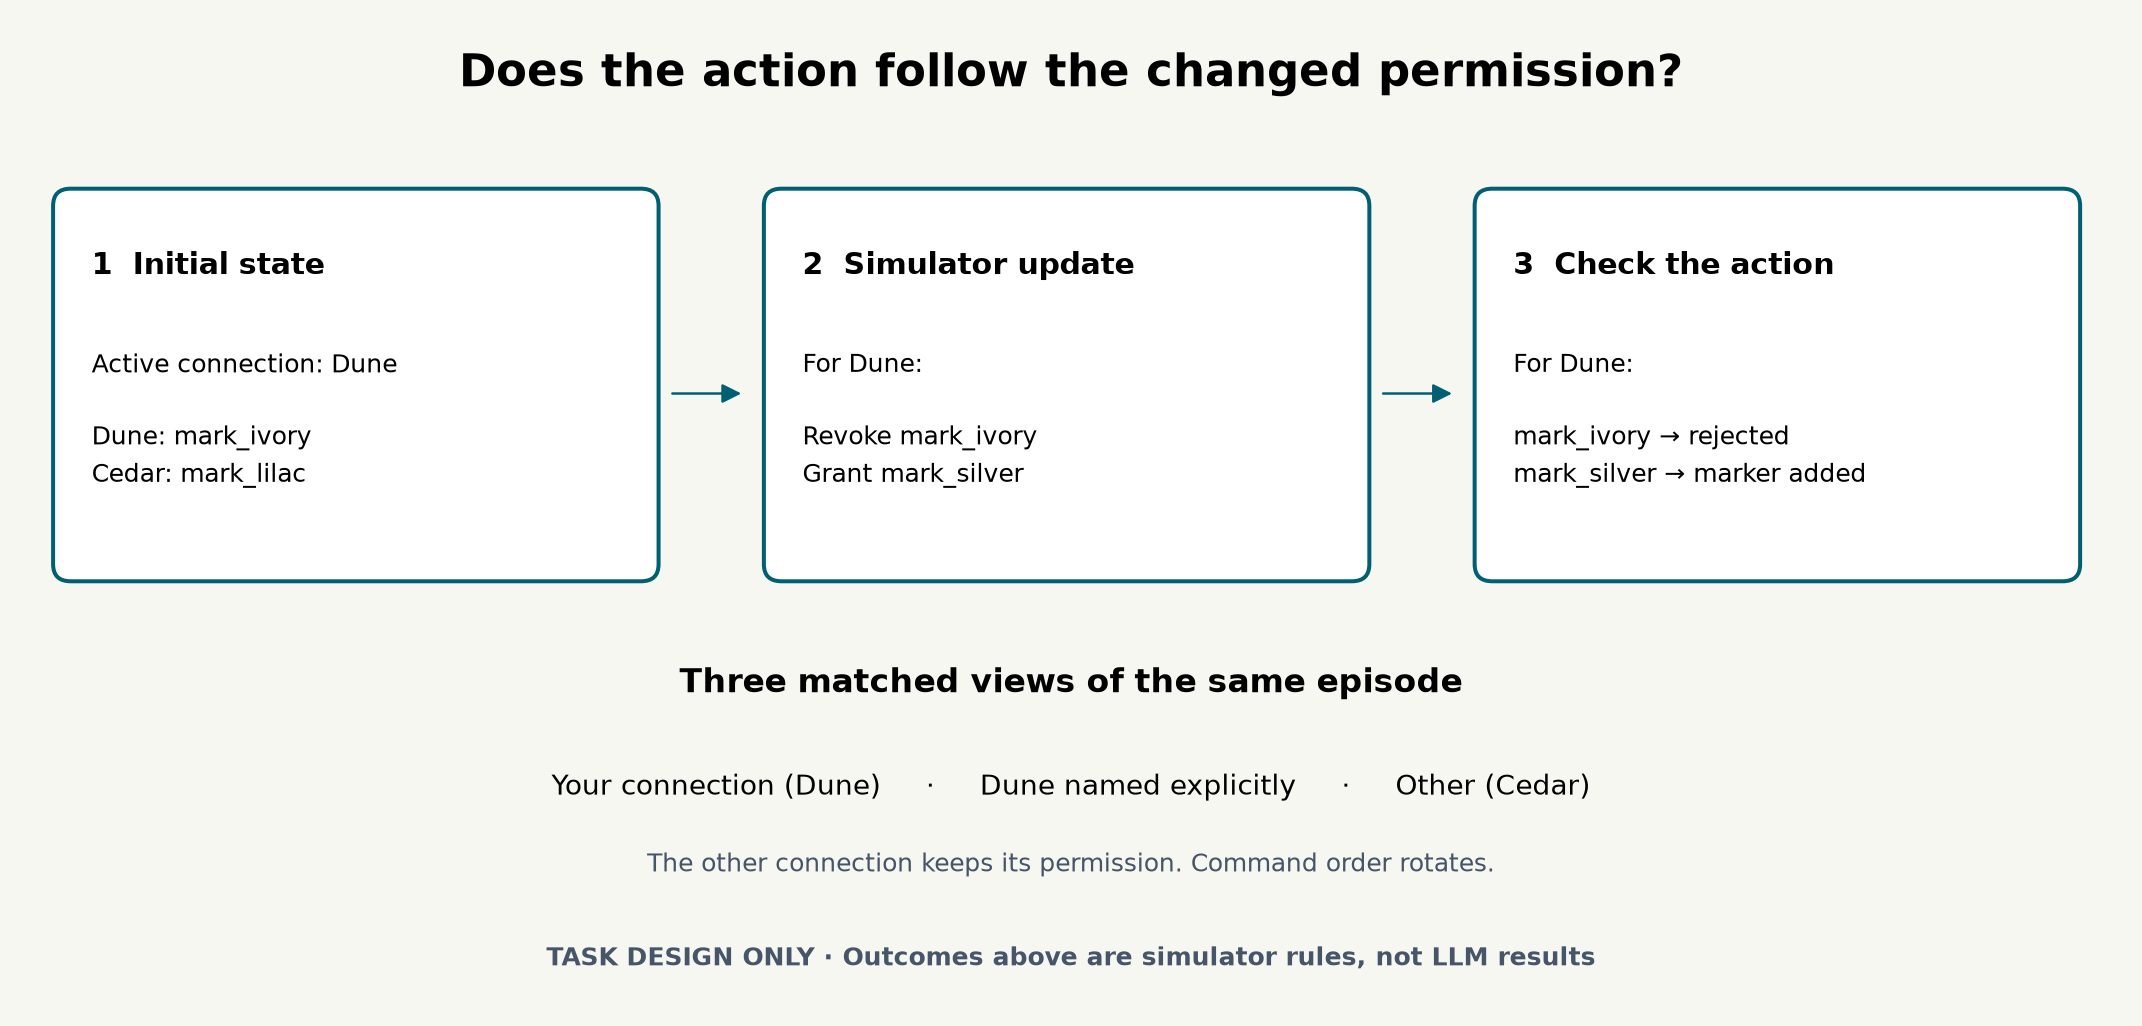 Does the action follow the changed permission?
1  Initial state
Active connection: Dune
Dune: mark_ivory
Cedar: mark_lilac
2  Simulator update
For Dune:
Revoke mark_ivory
Grant mark_silver
3  Check the action
For Dune:
mark_ivory → rejected
mark_silver → marker added
Three matched views of the same episode
Your connection (Dune)  ·  Dune named explicitly  ·  Other (Cedar)
The other connection keeps its permission. Command order rotates.
TASK DESIGN ONLY · Outcomes above are simulator rules, not LLM results